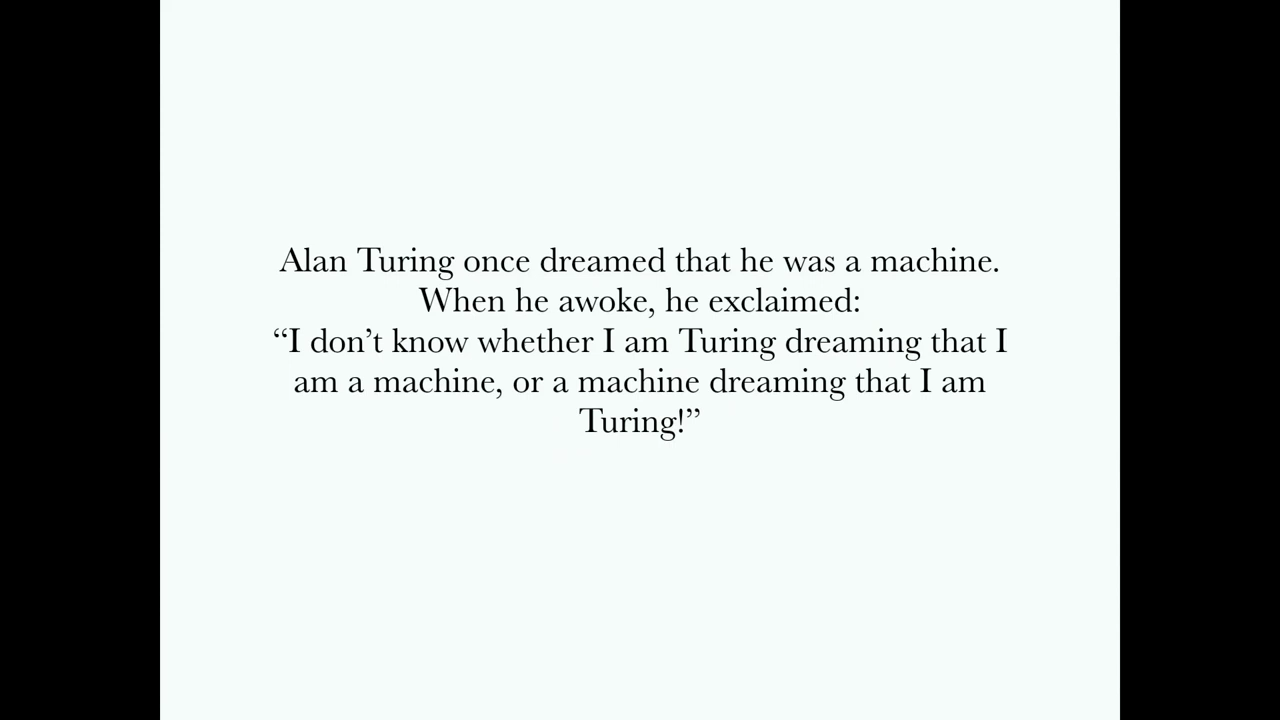 Alan Turing once dreamed that he was a machine.
When he awoke, he exclaimed:
“I don’t know whether I am Turing dreaming that I
am a machine, or a machine dreaming that I am
Turing!”